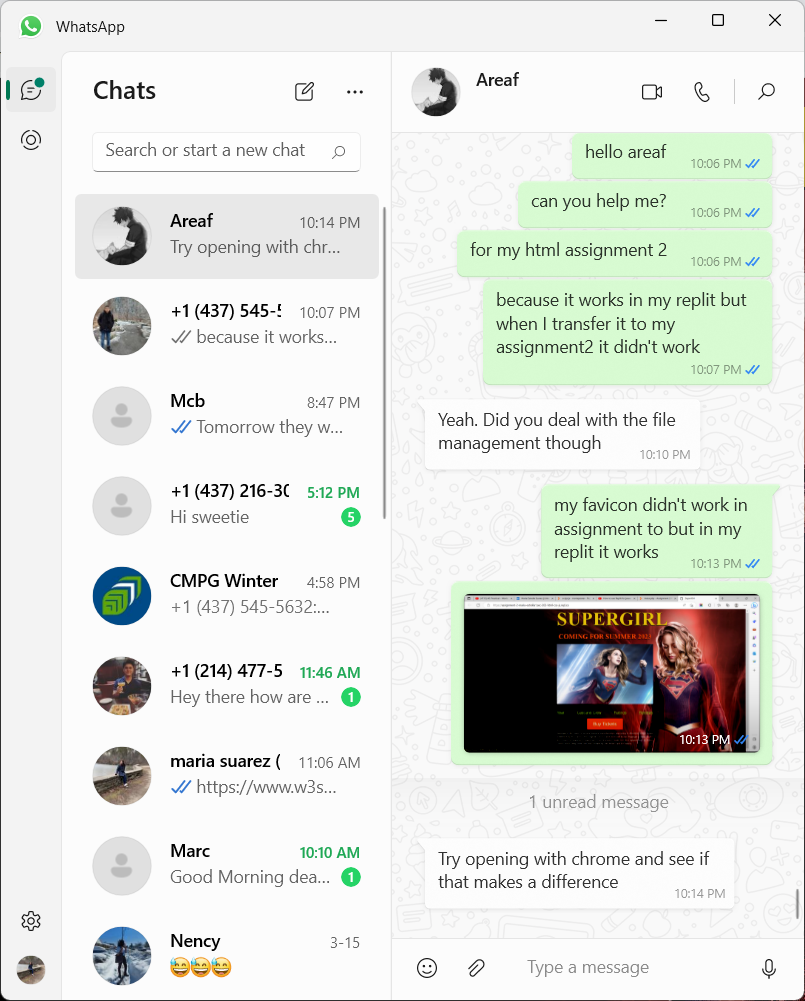 WhatsApp
Chats
Search or start a new chat
Areaf
10:14 PM
Try opening with chr...
+1 (437) 545-5
10:07 PM
because it works...
Mcb
8:47 PM
Tomorrow they w...
+1 (437) 216-30
5:12 PM
Hi sweetie
5
CMPG Winter
4:58 PM
+1 (437) 545-5632:...
+1 (214) 477-5
11:46 AM
Hey there how are ...
1
maria suarez (
11:06 AM
https://www.w3s...
Marc
10:10 AM
Good Morning dea...
1
Nency
3-15
😅😅😅
Areaf
hello areaf
10:06 PM
can you help me?
10:06 PM
for my html assignment 2
10:06 PM
because it works in my replit but
when I transfer it to my
assignment2 it didn't work
10:07 PM
Yeah. Did you deal with the file
management though
10:10 PM
my favicon didn't work in
assignment to but in my
replit it works
10:13 PM
SUPERGIRL
COMING FOR SUMMER 2023
Buy Tickets
10:13 PM
1 unread message
Try opening with chrome and see if
that makes a difference
10:14 PM
Type a message